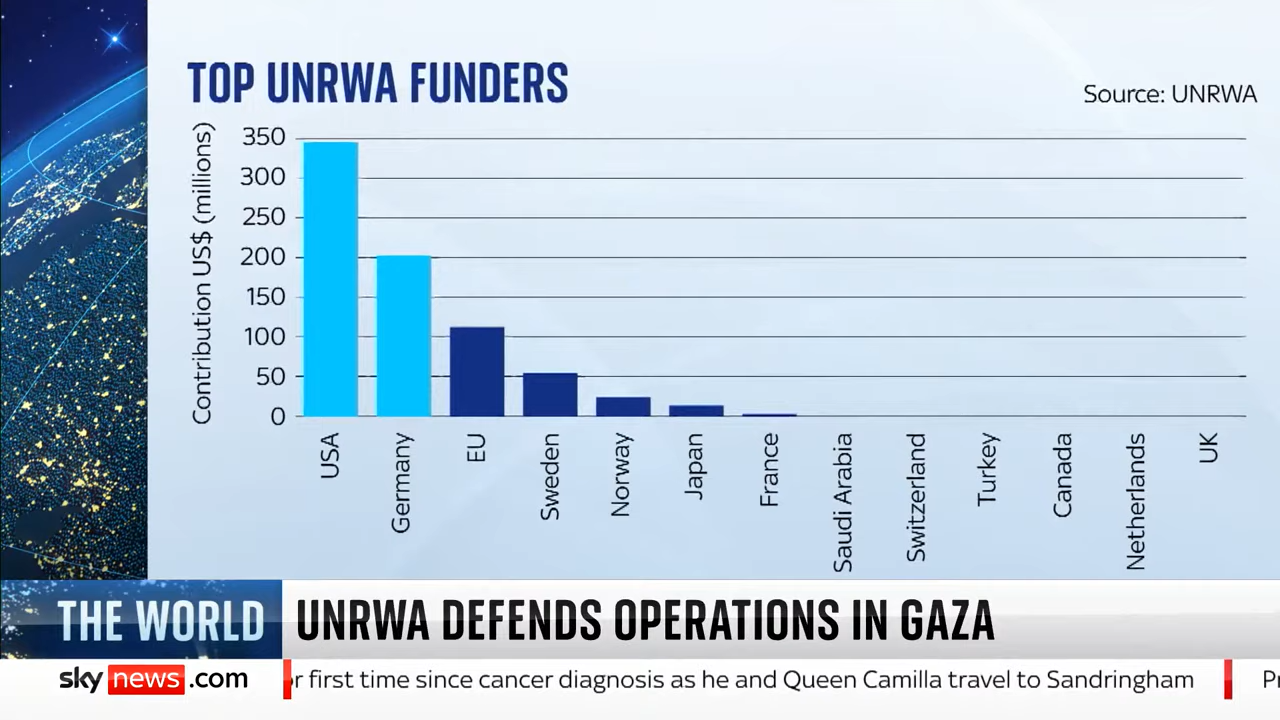 TOP UNRWA FUNDERS
Source: UNRWA
Contribution US$ (millions)
350
300
250
200
150
100
50
0
USA
Germany
EU
Sweden
Norway
Japan
France
Saudi Arabia
Switzerland
Turkey
Canada
Netherlands
UK
THE WORLD
UNRWA DEFENDS OPERATIONS IN GAZA
sky news .com
first time since cancer diagnosis as he and Queen Camilla travel to Sandringham